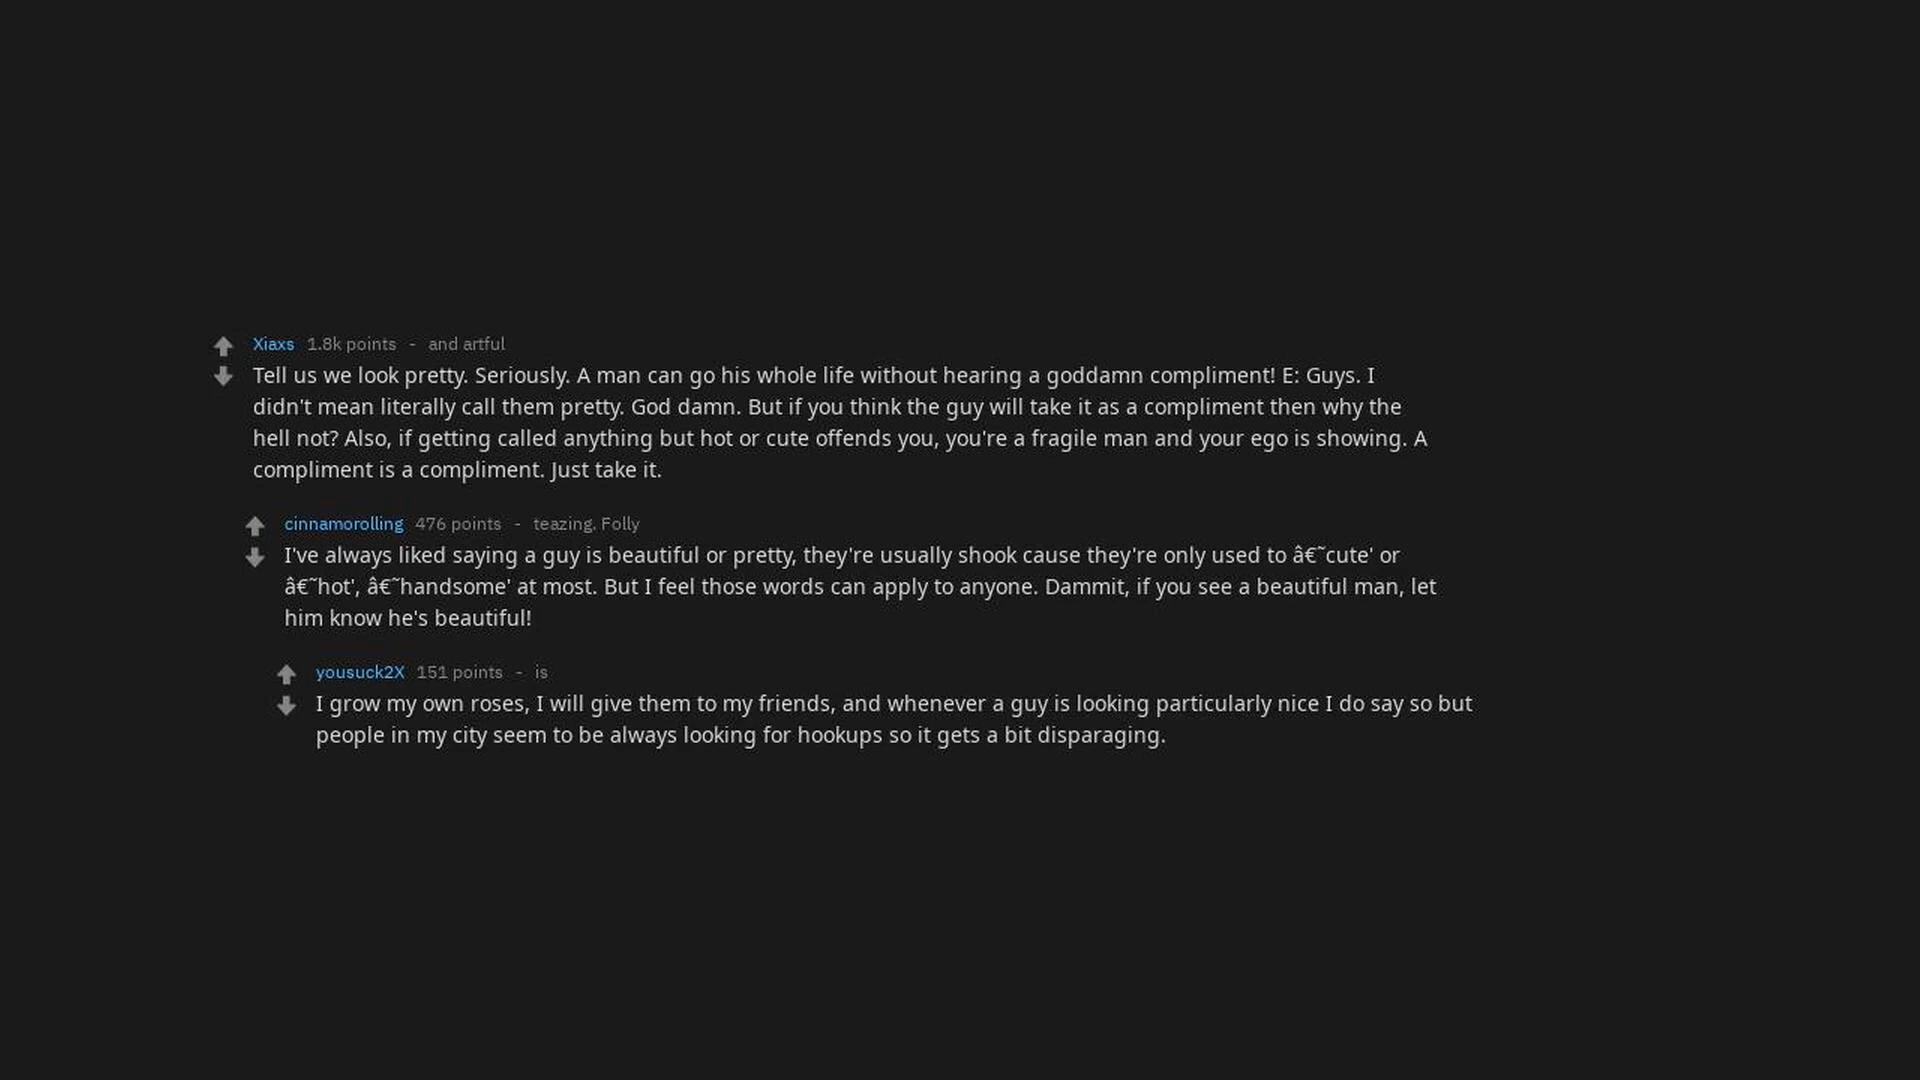 Xiaxs 1.8k points - and artful
Tell us we look pretty. Seriously. A man can go his whole life without hearing a goddamn compliment! E: Guys. I
didn't mean literally call them pretty. God damn. But if you think the guy will take it as a compliment then why the
hell not? Also, if getting called anything but hot or cute offends you, you're a fragile man and your ego is showing. A
compliment is a compliment. Just take it.
cinnamorolling 476 points - teazing. Folly
I've always liked saying a guy is beautiful or pretty, they're usually shook cause they're only used to â€˜cute' or
â€˜hot', â€˜handsome' at most. But I feel those words can apply to anyone. Dammit, if you see a beautiful man, let
him know he's beautiful!
yousuck2X 151 points - is
I grow my own roses, I will give them to my friends, and whenever a guy is looking particularly nice I do say so but
people in my city seem to be always looking for hookups so it gets a bit disparaging.